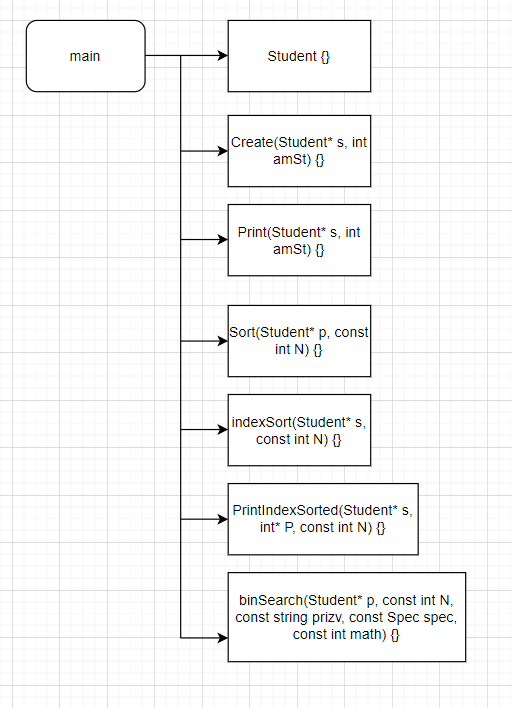 main
Student {}
Create(Student* s, int
amSt) {}
Print(Student* s, int
amSt) {}
Sort(Student* p, const
int N) {}
indexSort(Student* s,
const int N) {}
PrintIndexSorted(Student* s,
int* P, const int N) {}
binSearch(Student* p, const int N,
const string prizv, const Spec spec,
const int math) {}